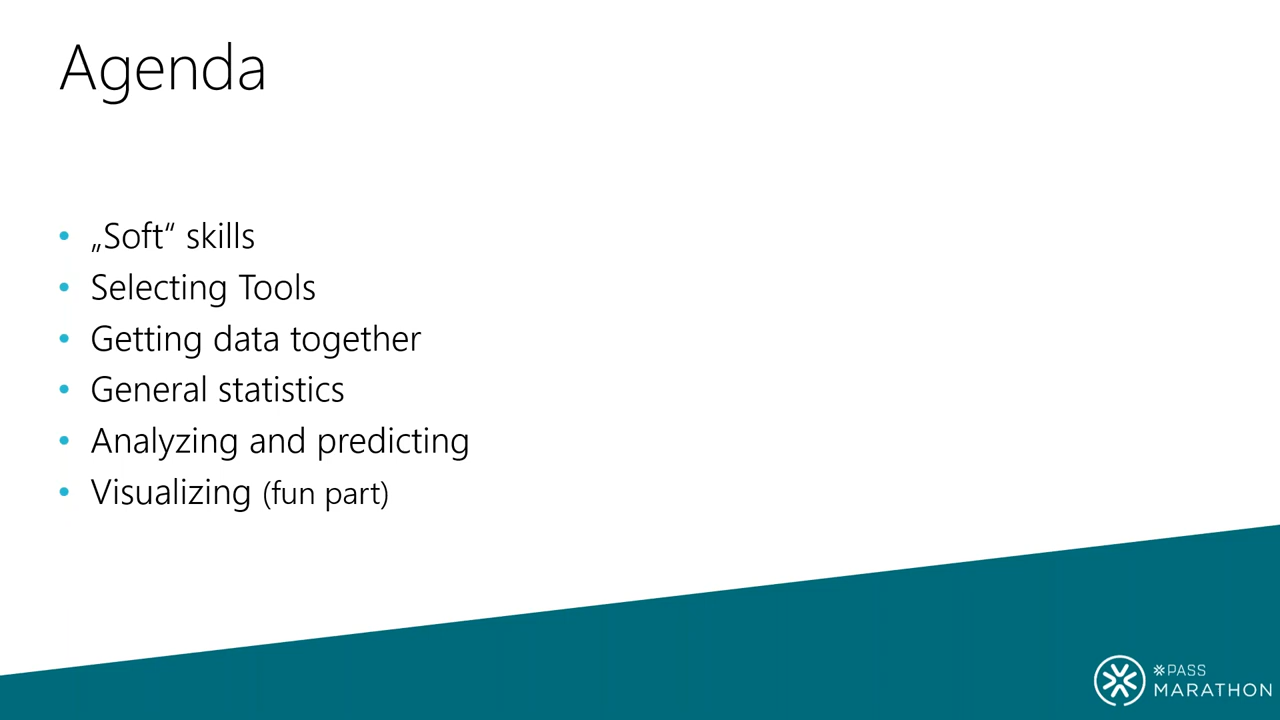 Agenda
• „Soft“ skills
• Selecting Tools
• Getting data together
• General statistics
• Analyzing and predicting
• Visualizing (fun part)
PASS
MARATHON